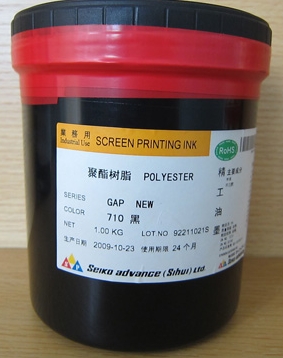 業務用
Industrial Use
SCREEN PRINTING INK
RoHS
聚酯树脂 POLYESTER
SERIES GAP NEW
COLOR 710 黑
NET 1.00 KG LOT.NO 92211021S
生产日期 2009-10-23 使用期限 24 个月
精工油墨
SEIKO ADVANCE (SIHUI) LTD.